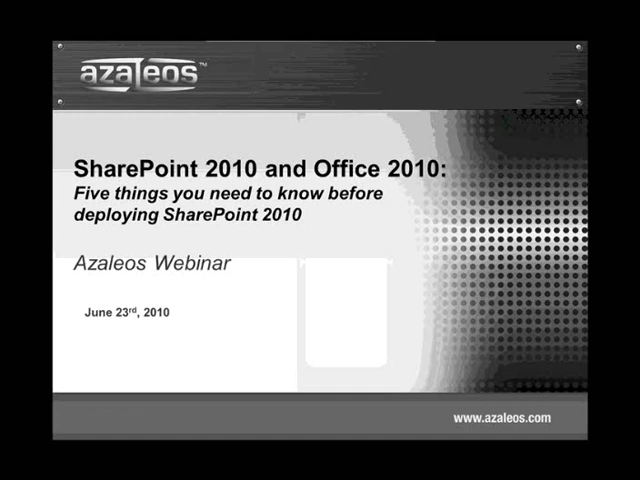 azaleos™
SharePoint 2010 and Office 2010:
Five things you need to know before
deploying SharePoint 2010
Azaleos Webinar
June 23rd, 2010
www.azaleos.com